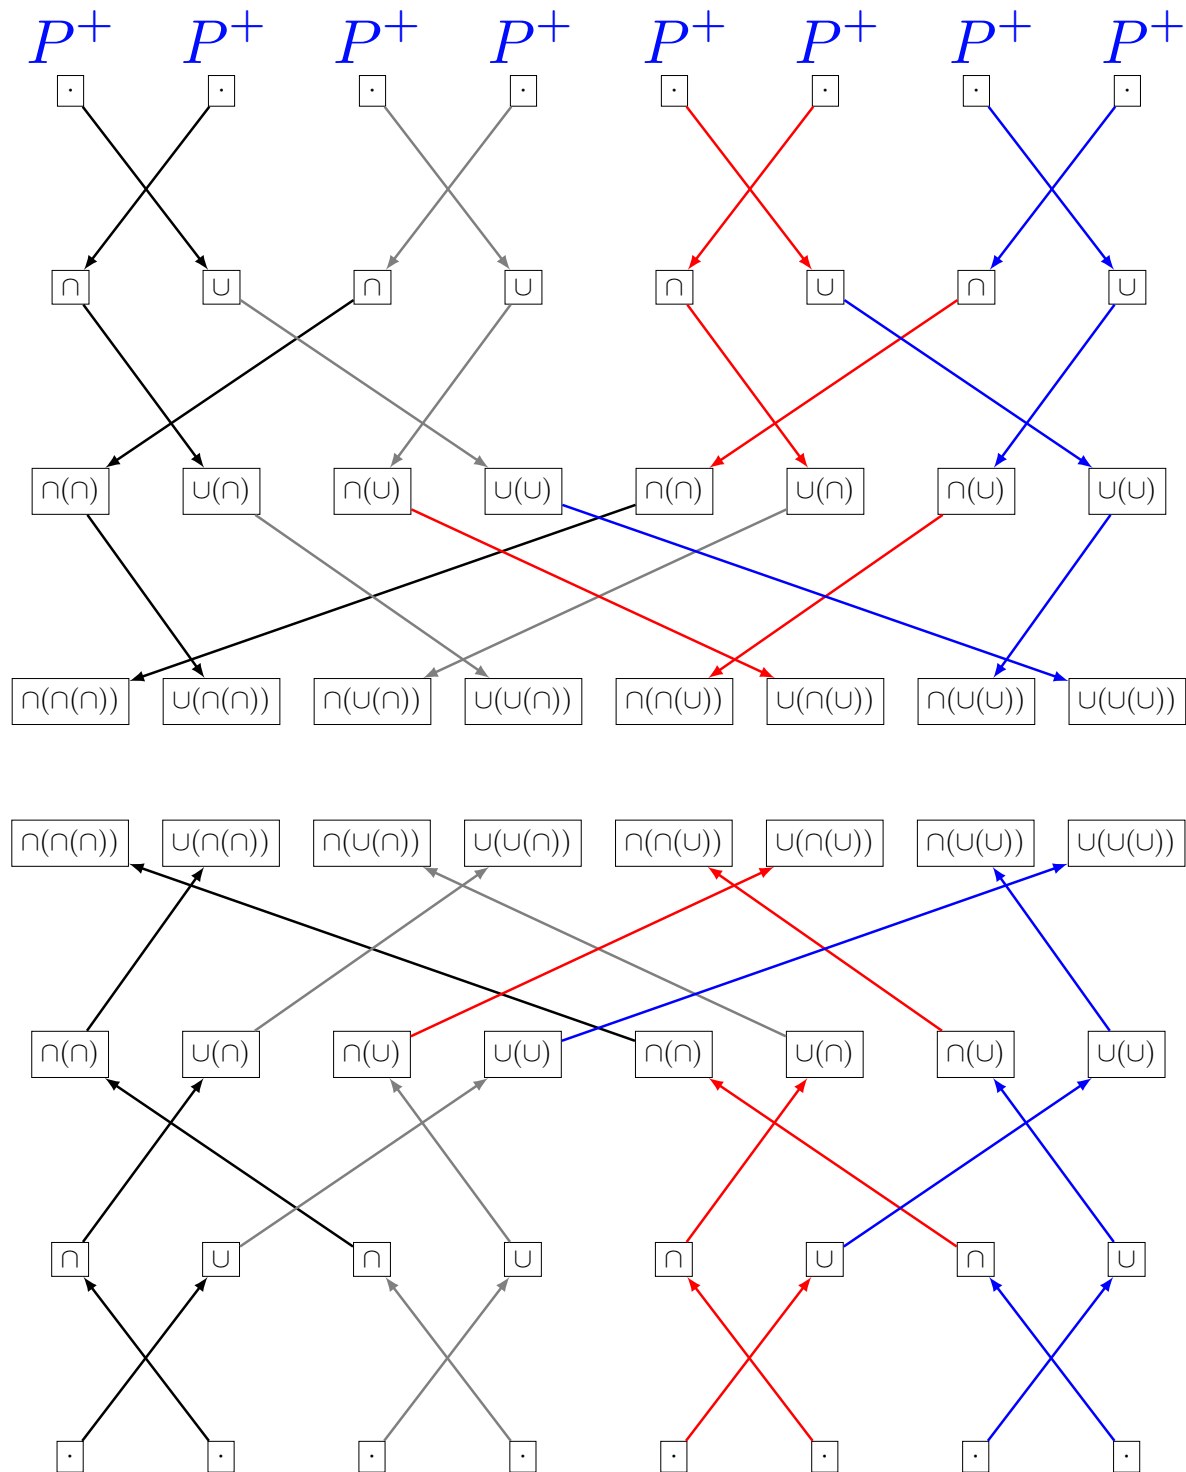 P⁺ P⁺ P⁺ P⁺ P⁺ P⁺ P⁺ P⁺
· · · · · · · ·
∩ ∪ ∩ ∪ ∩ ∪ ∩ ∪
∩(∩) ∪(∩) ∩(∪) ∪(∪) ∩(∩) ∪(∩) ∩(∪) ∪(∪)
∩(∩(∩)) ∪(∩(∩)) ∩(∪(∩)) ∪(∪(∩)) ∩(∩(∪)) ∪(∩(∪)) ∩(∪(∪)) ∪(∪(∪))
∩(∩(∩)) ∪(∩(∩)) ∩(∪(∩)) ∪(∪(∩)) ∩(∩(∪)) ∪(∩(∪)) ∩(∪(∪)) ∪(∪(∪))
∩(∩) ∪(∩) ∩(∪) ∪(∪) ∩(∩) ∪(∩) ∩(∪) ∪(∪)
∩ ∪ ∩ ∪ ∩ ∪ ∩ ∪
· · · · · · · ·